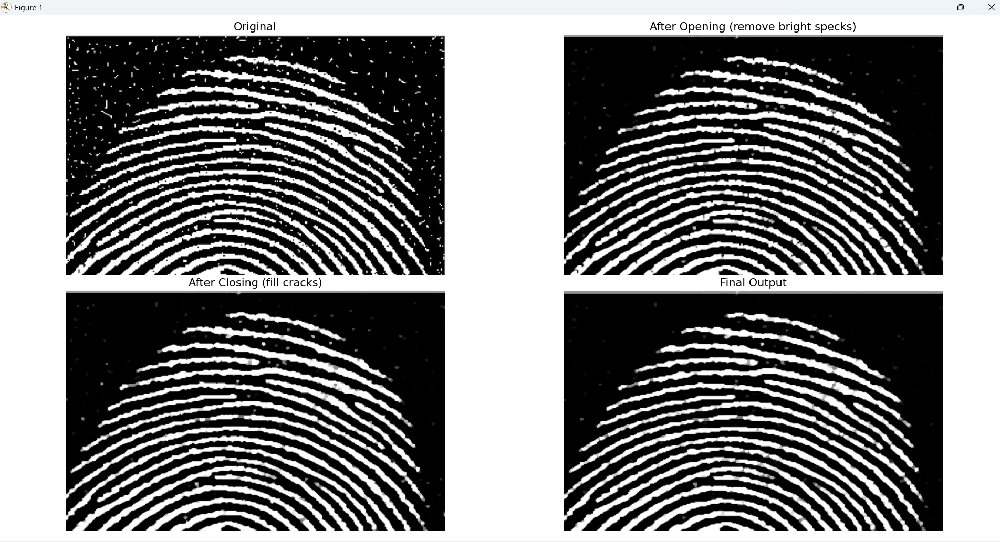 Figure 1
Original
After Opening (remove bright specks)
After Closing (fill cracks)
Final Output